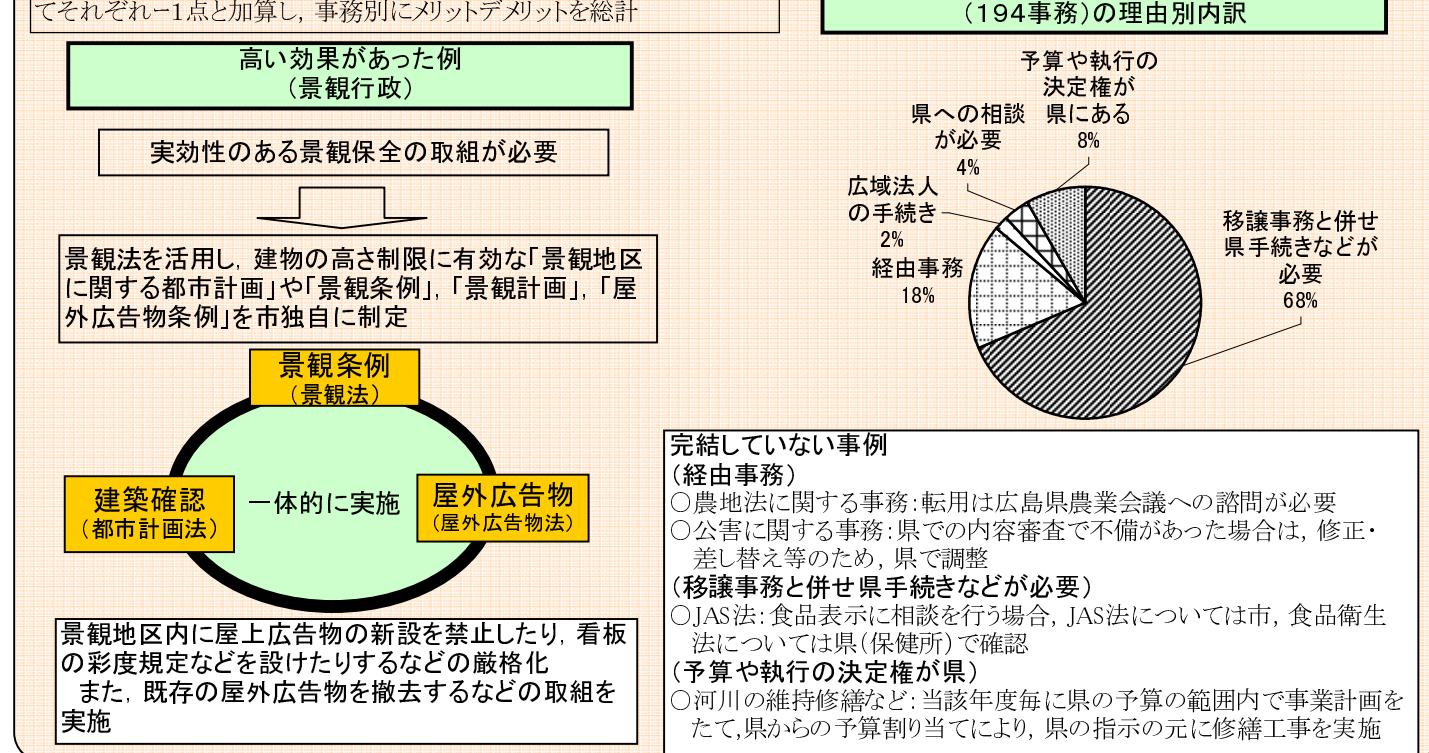 てそれぞれ－1点と加算し，事務別にメリットデメリットを総計
高い効果があった例
（景観行政）
実効性のある景観保全の取組が必要
景観法を活用し，建物の高さ制限に有効な「景観地区
に関する都市計画」や「景観条例」，「景観計画」，「屋
外広告物条例」を市独自に制定
景観条例
（景観法）
建築確認
（都市計画法）
一体的に実施
屋外広告物
（屋外広告物法）
景観地区内に屋上広告物の新設を禁止したり，看板
の彩度規定などを設けたりするなどの厳格化
また，既存の屋外広告物を撤去するなどの取組を
実施
（194事務）の理由別内訳
予算や執行の
決定権が
県にある
8%
県への相談
が必要
4%
広域法人
の手続き
2%
経由事務
18%
移譲事務と併せ
県手続きなどが
必要
68%
完結していない事例
（経由事務）
○農地法に関する事務：転用は広島県農業会議への諮問が必要
○公害に関する事務：県での内容審査で不備があった場合は，修正・
差し替え等のため，県で調整
（移譲事務と併せ県手続きなどが必要）
○JAS法：食品表示に相談を行う場合，JAS法については市，食品衛生
法については県（保健所）で確認
（予算や執行の決定権が県）
○河川の維持修繕など：当該年度毎に県の予算の範囲内で事業計画を
たて,県からの予算割り当てにより，県の指示の元に修繕工事を実施